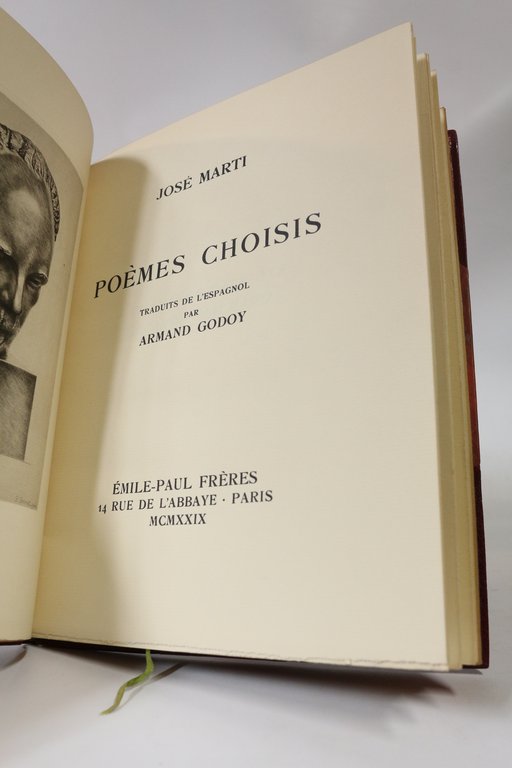 JOSÉ MARTI
POÈMES CHOISIS
TRADUITS DE L'ESPAGNOL
PAR
ARMAND GODOY
ÉMILE-PAUL FRÈRES
14 RUE DE L'ABBAYE · PARIS
MCMXXIX